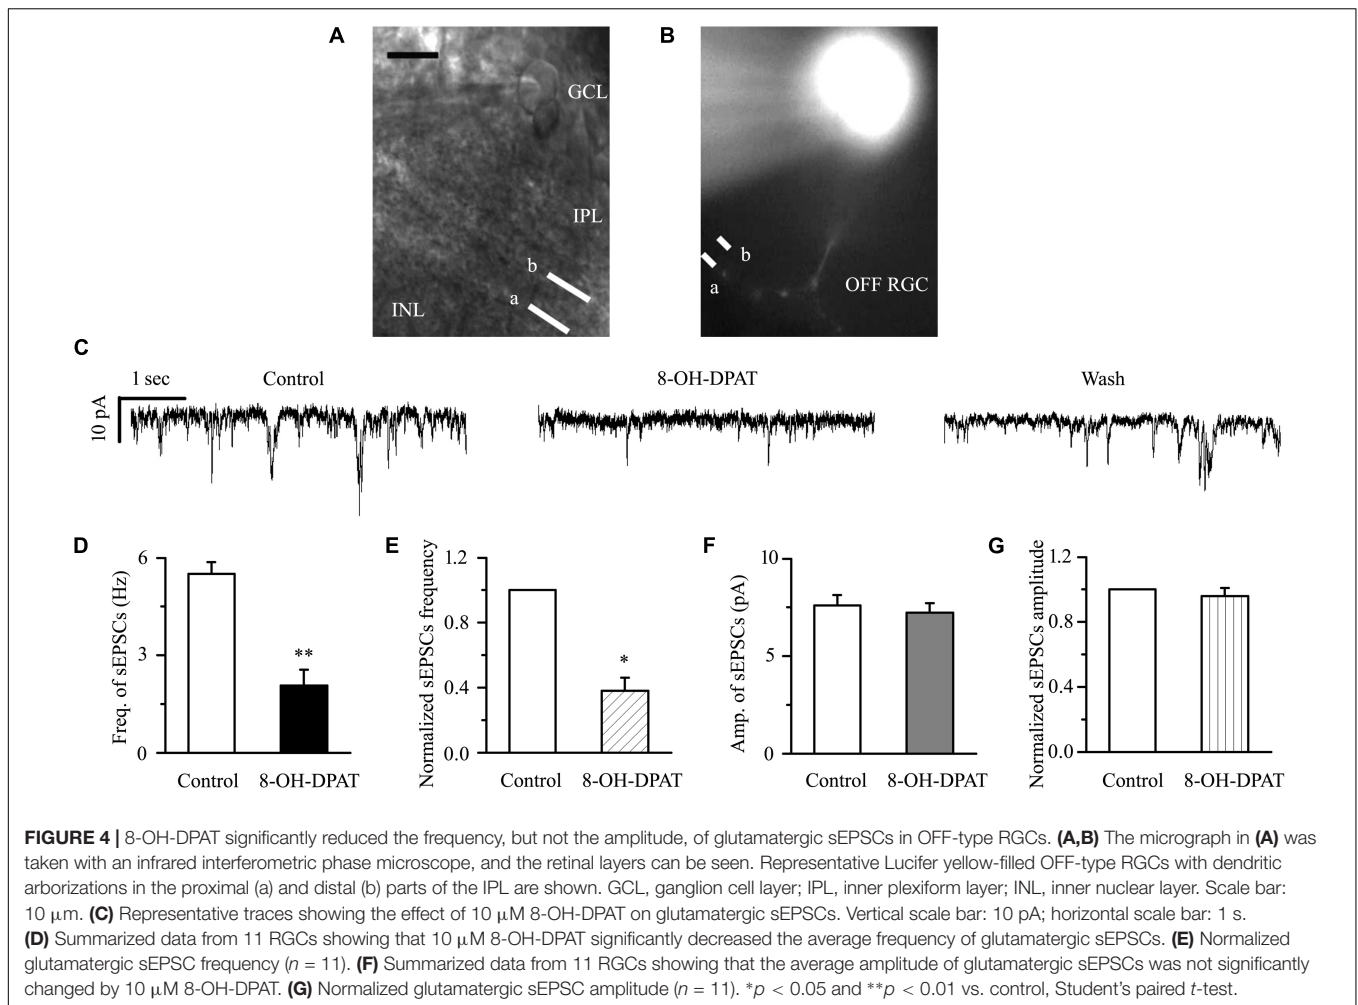 A
GCL
IPL
b
a
INL
B
b
a
OFF RGC
C
1 sec
Control
8-OH-DPAT
Wash
10 pA
D
Freq. of sEPSCs (Hz)
6
3
0
**
Control 8-OH-DPAT
E
Normalized sEPSCs frequency
1.2
0.8
0.4
0.0
*
Control 8-OH-DPAT
F
Amp. of sEPSCs (pA)
10
5
0
Control 8-OH-DPAT
G
Normalized sEPSCs amplitude
1.2
0.8
0.4
0.0
Control 8-OH-DPAT
FIGURE 4 | 8-OH-DPAT significantly reduced the frequency, but not the amplitude, of glutamatergic sEPSCs in OFF-type RGCs. (A,B) The micrograph in (A) was
taken with an infrared interferometric phase microscope, and the retinal layers can be seen. Representative Lucifer yellow-filled OFF-type RGCs with dendritic
arborizations in the proximal (a) and distal (b) parts of the IPL are shown. GCL, ganglion cell layer; IPL, inner plexiform layer; INL, inner nuclear layer. Scale bar:
10 μm. (C) Representative traces showing the effect of 10 μM 8-OH-DPAT on glutamatergic sEPSCs. Vertical scale bar: 10 pA; horizontal scale bar: 1 s.
(D) Summarized data from 11 RGCs showing that 10 μM 8-OH-DPAT significantly decreased the average frequency of glutamatergic sEPSCs. (E) Normalized
glutamatergic sEPSC frequency (n = 11). (F) Summarized data from 11 RGCs showing that the average amplitude of glutamatergic sEPSCs was not significantly
changed by 10 μM 8-OH-DPAT. (G) Normalized glutamatergic sEPSC amplitude (n = 11). *p < 0.05 and **p < 0.01 vs. control, Student's paired t-test.